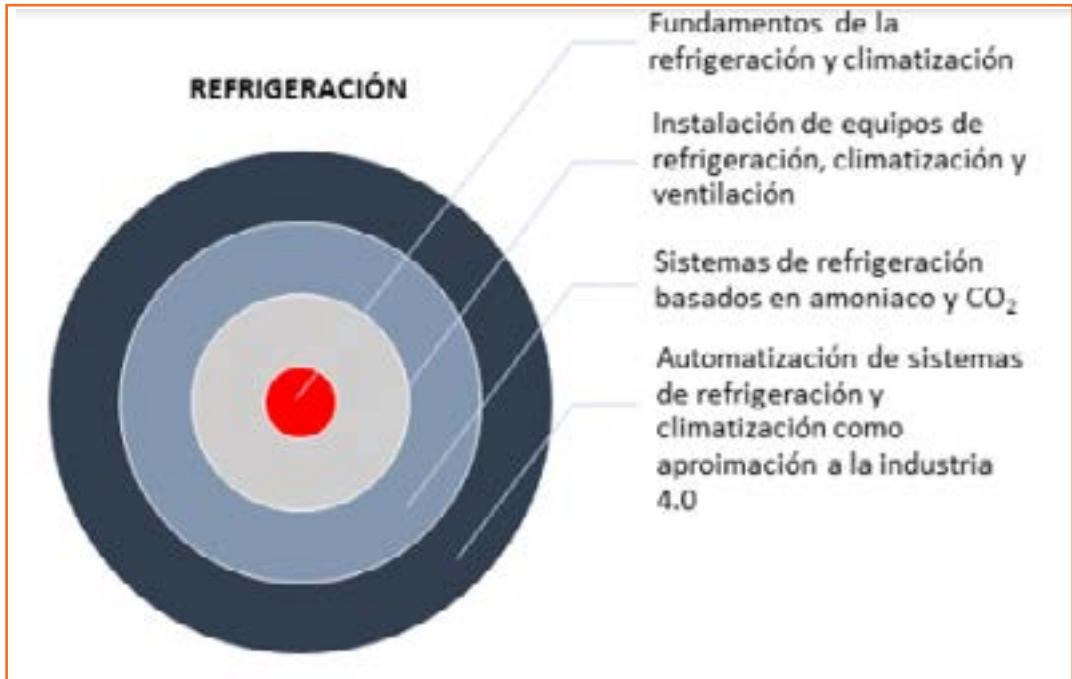 REFRIGERACIÓN
Fundamentos de la
refrigeración y climatización
Instalación de equipos de
refrigeración, climatización y
ventilación
Sistemas de refrigeración
basados en amoniaco y CO₂
Automatización de sistemas
de refrigeración y
climatización como
aproimación a la industria
4.0